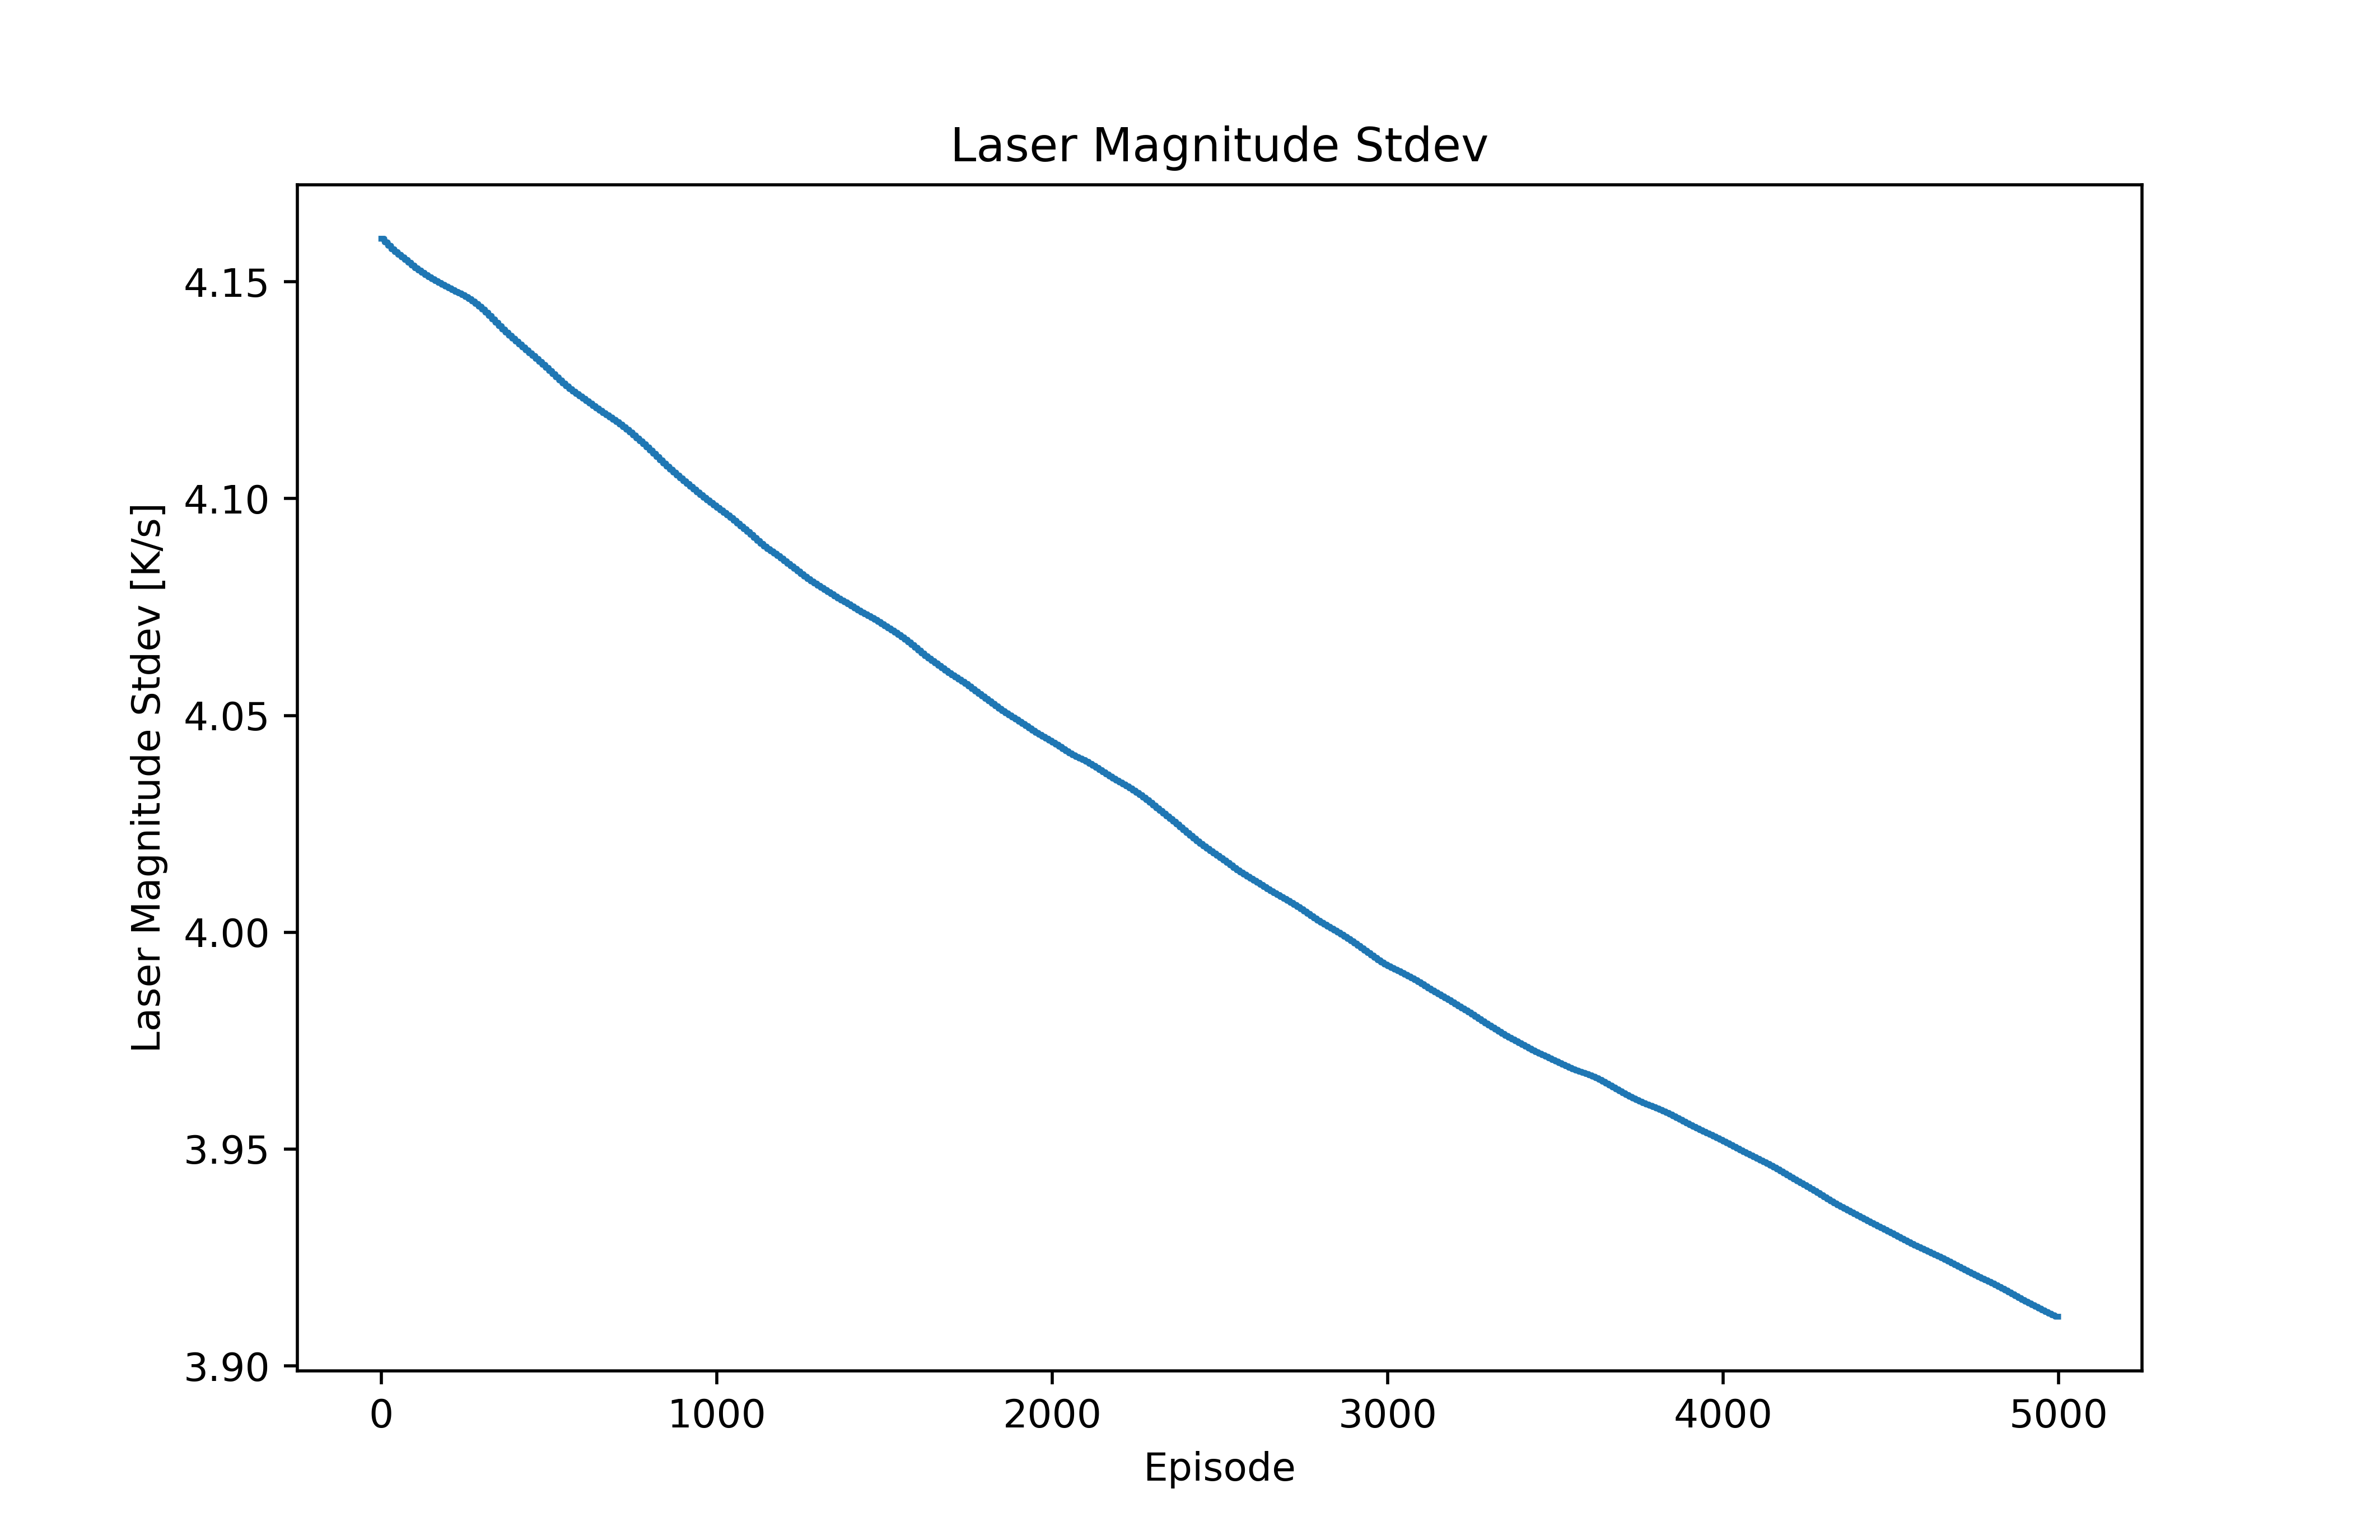 Laser Magnitude Stdev
Laser Magnitude Stdev [K/s]
4.15
4.10
4.05
4.00
3.95
3.90
0 1000 2000 3000 4000 5000
Episode